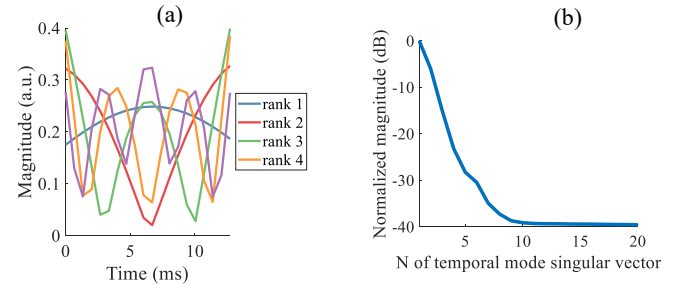 (a)
0.4
0.3
0.2
0.1
0
Magnitude (a.u.)
0
5
10
Time (ms)
rank 1
rank 2
rank 3
rank 4
(b)
0
-10
-20
-30
-40
Normalized magnitude (dB)
5
10
15
20
N of temporal mode singular vector